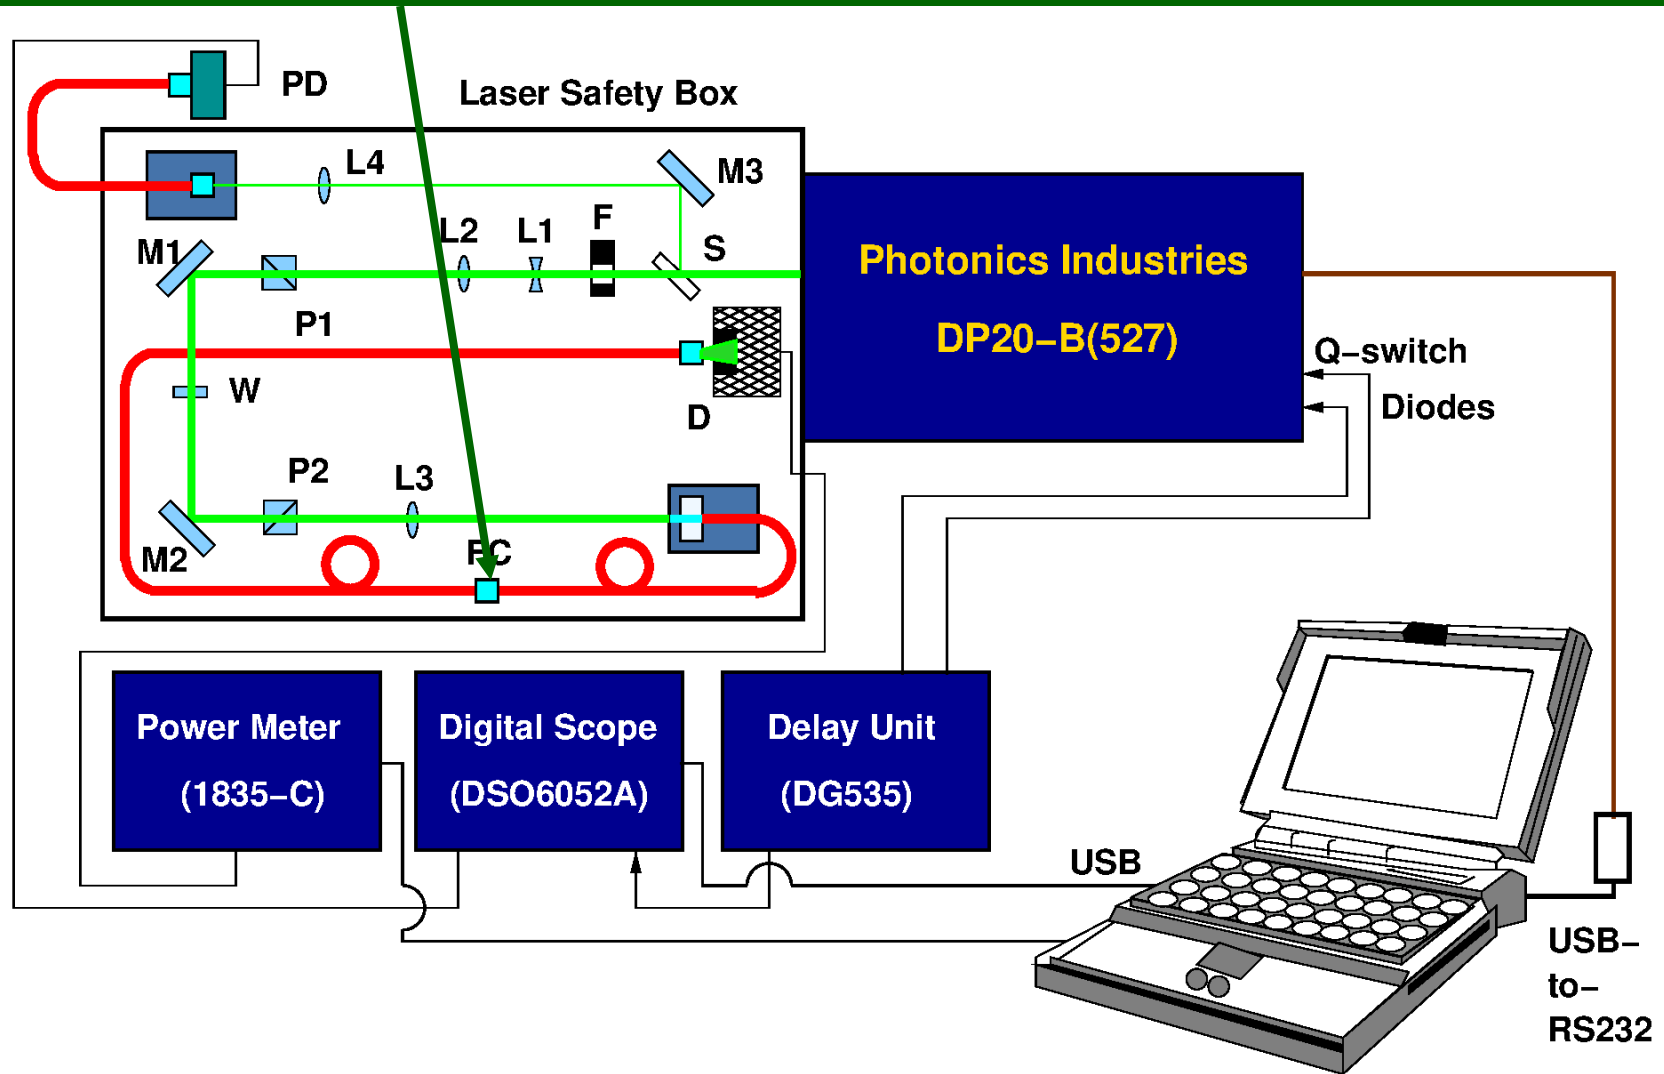 PD
Laser Safety Box
L4
M3
F
L2
L1
S
M1
Photonics Industries
DP20-B(527)
P1
Q-switch
W
D
Diodes
P2
L3
M2
FC
Power Meter
(1835-C)
Digital Scope
(DSO6052A)
Delay Unit
(DG535)
USB
USB-
to-
RS232